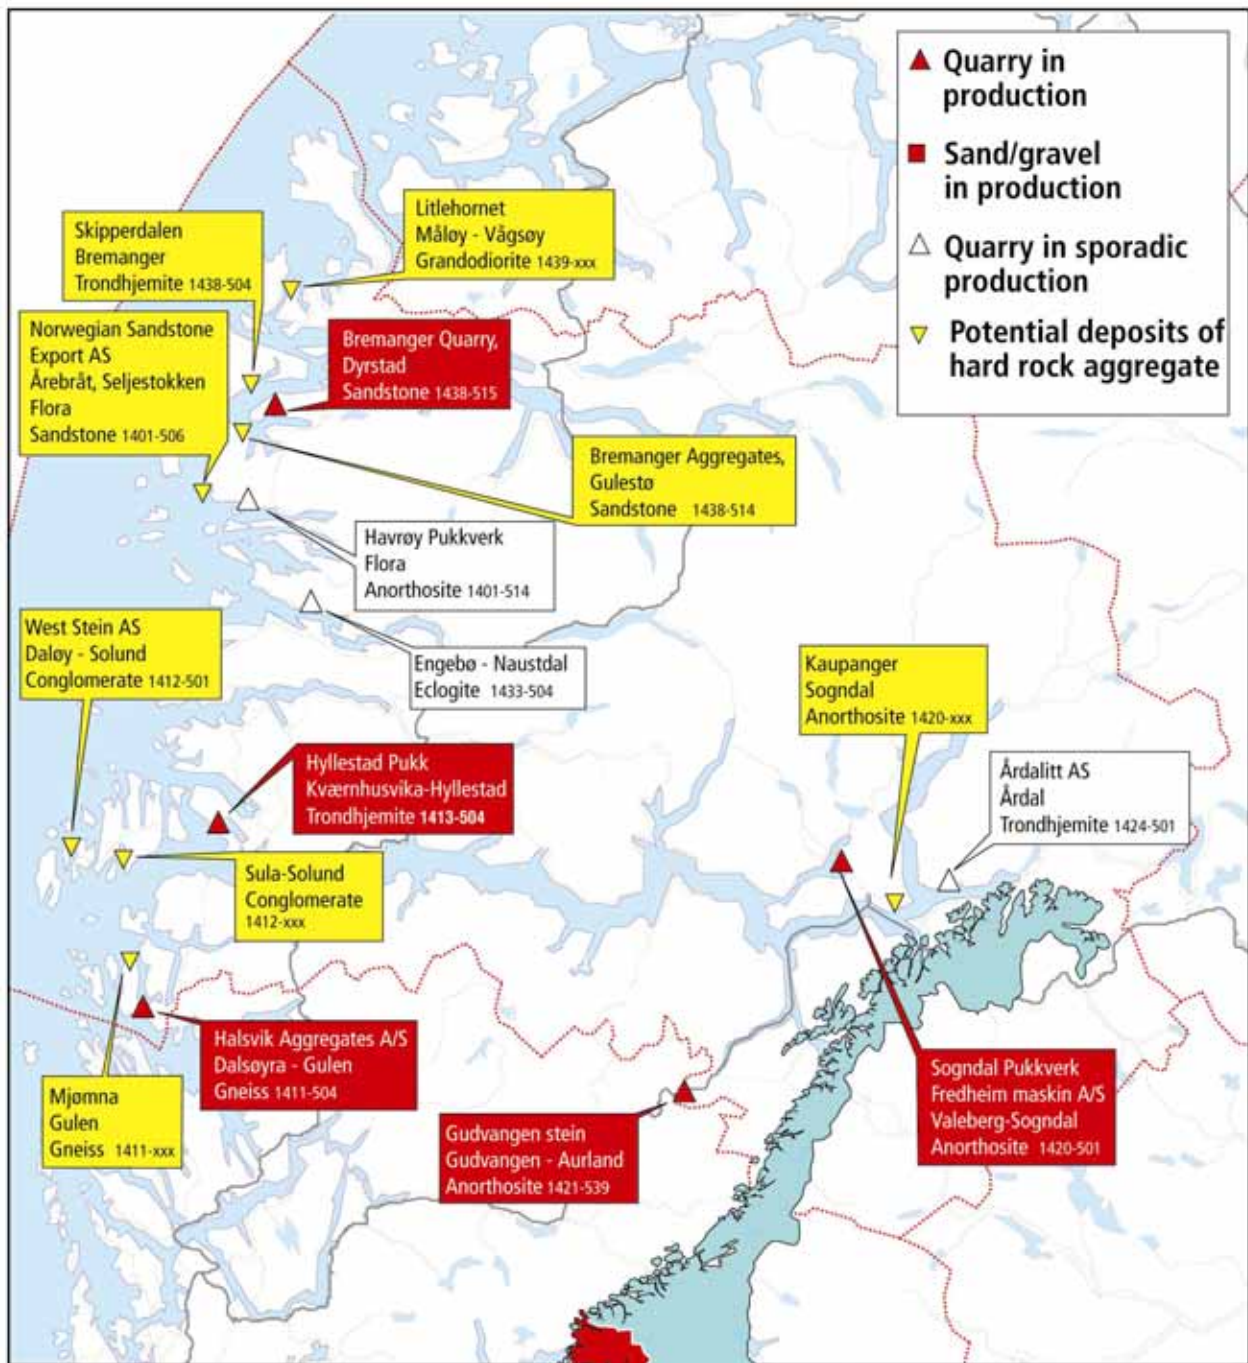 Quarry in
production
Sand/gravel
in production
Quarry in sporadic
production
Potential deposits of
hard rock aggregate
Litlehornet
Måløy - Vågsøy
Grandodiorite 1439-xxx
Skipperdalen
Bremanger
Trondhjemite 1438-504
Norwegian Sandstone
Export AS
Årebråt, Seljestokken
Flora
Sandstone 1401-506
Bremanger Quarry,
Dyrstad
Sandstone 1438-515
Bremanger Aggregates,
Gulestø
Sandstone 1438-514
Havrøy Pukkverk
Flora
Anorthosite 1401-514
West Stein AS
Daløy - Solund
Conglomerate 1412-501
Engebø - Naustdal
Eclogite 1433-504
Kaupanger
Sogndal
Anorthosite 1420-xxx
Hyllestad Pukk
Kværnhusvika-Hyllestad
Trondhjemite 1413-504
Årdalitt AS
Årdal
Trondhjemite 1424-501
Sula-Solund
Conglomerate
1412-xxx
Halsvik Aggregates A/S
Dalsøyra - Gulen
Gneiss 1411-504
Mjømna
Gulen
Gneiss 1411-xxx
Gudvangen stein
Gudvangen - Aurland
Anorthosite 1421-539
Sogndal Pukkverk
Fredheim maskin A/S
Valeberg-Sogndal
Anorthosite 1420-501